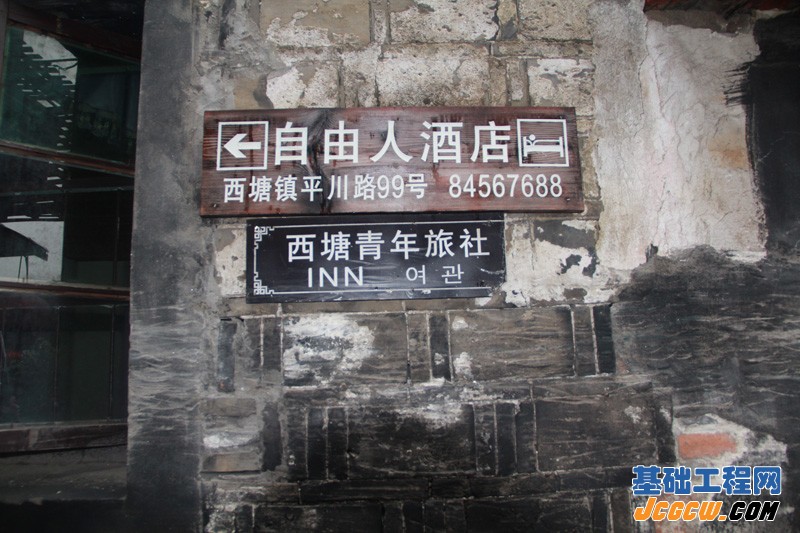 自由人酒店
西塘镇平川路99号 84567688
西塘青年旅社
INN 여관
基础工程网
JCGCW.COM